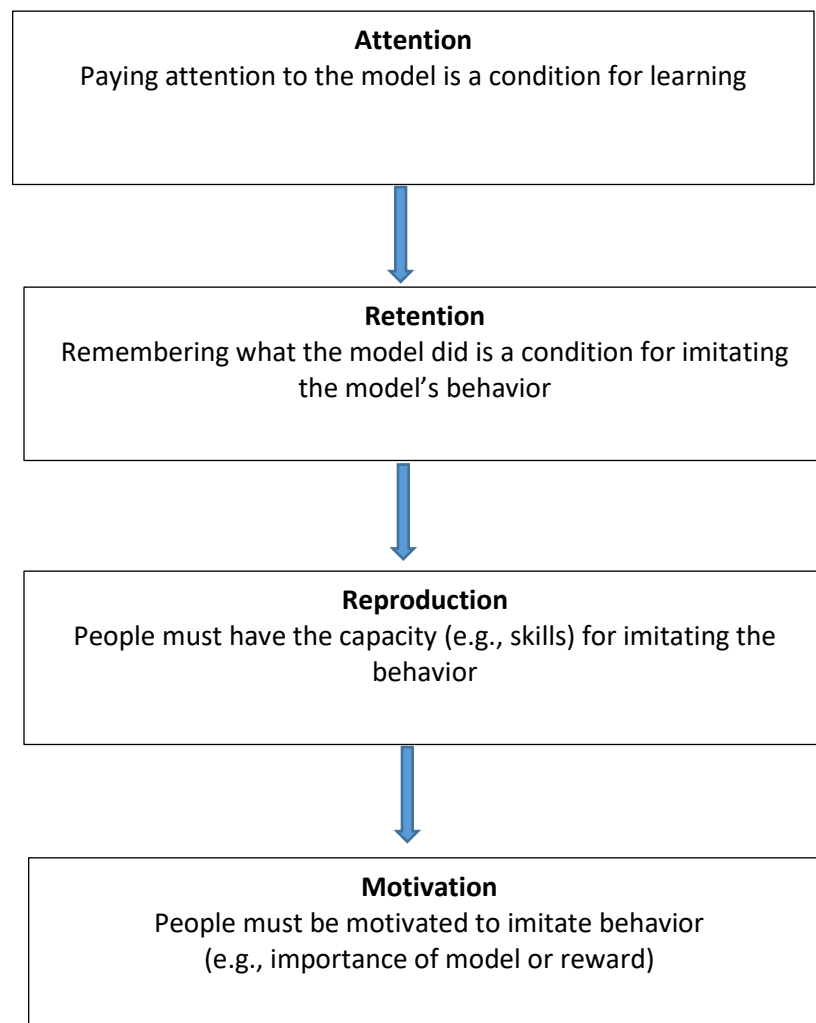 Attention
Paying attention to the model is a condition for learning
Retention
Remembering what the model did is a condition for imitating
the model’s behavior
Reproduction
People must have the capacity (e.g., skills) for imitating the
behavior
Motivation
People must be motivated to imitate behavior
(e.g., importance of model or reward)